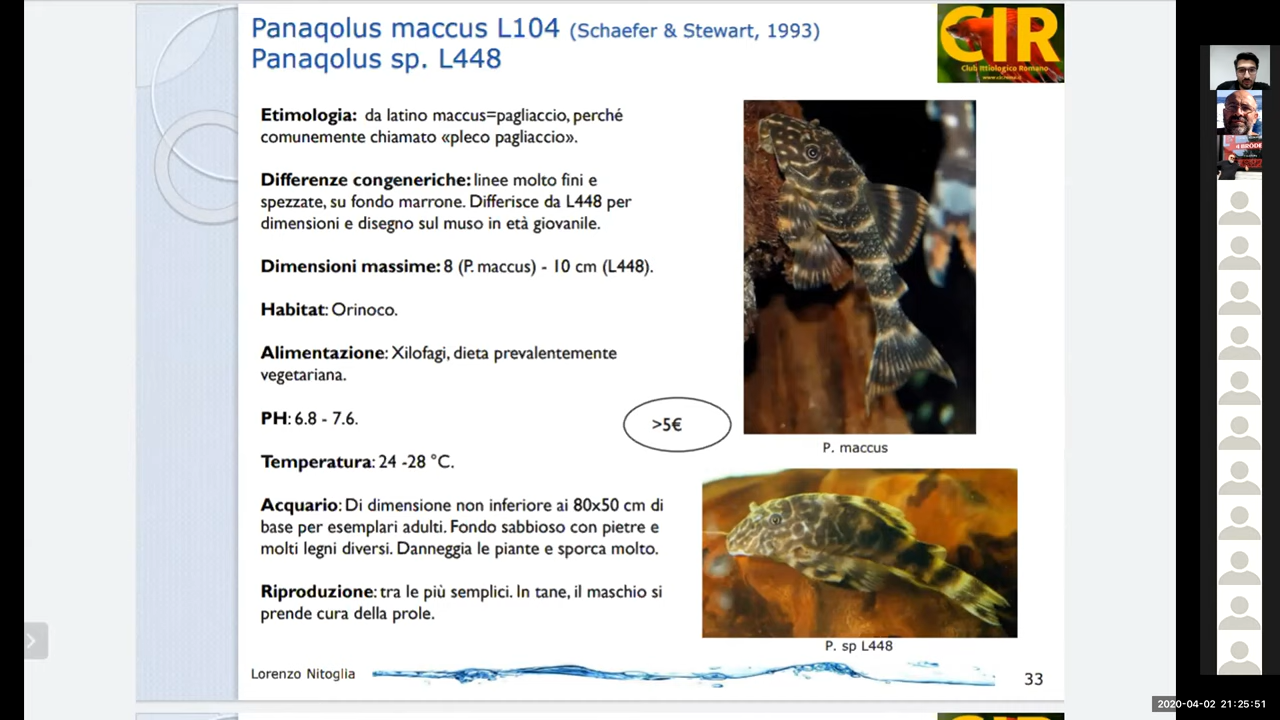 Panaqolus maccus L104 (Schaefer & Stewart, 1993)
Panaqolus sp. L448
CIR
Club Ittiologico Romano
Etimologia: da latino maccus=pagliaccio, perché
comunemente chiamato «pleco pagliaccio».
Differenze congeneriche: linee molto fini e
spezzate, su fondo marrone. Differisce da L448 per
dimensioni e disegno sul muso in età giovanile.
Dimensioni massime: 8 (P. maccus) - 10 cm (L448).
Habitat: Orinoco.
Alimentazione: Xilofagi, dieta prevalentemente
vegetariana.
PH: 6.8 - 7.6.
>5€
P. maccus
Temperatura: 24 -28 °C.
Acquario: Di dimensione non inferiore ai 80x50 cm di
base per esemplari adulti. Fondo sabbioso con pietre e
molti legni diversi. Danneggia le piante e sporca molto.
Riproduzione: tra le più semplici. In tane, il maschio si
prende cura della prole.
P. sp L448
Lorenzo Nitoglia
33
2020-04-02 21:25:51